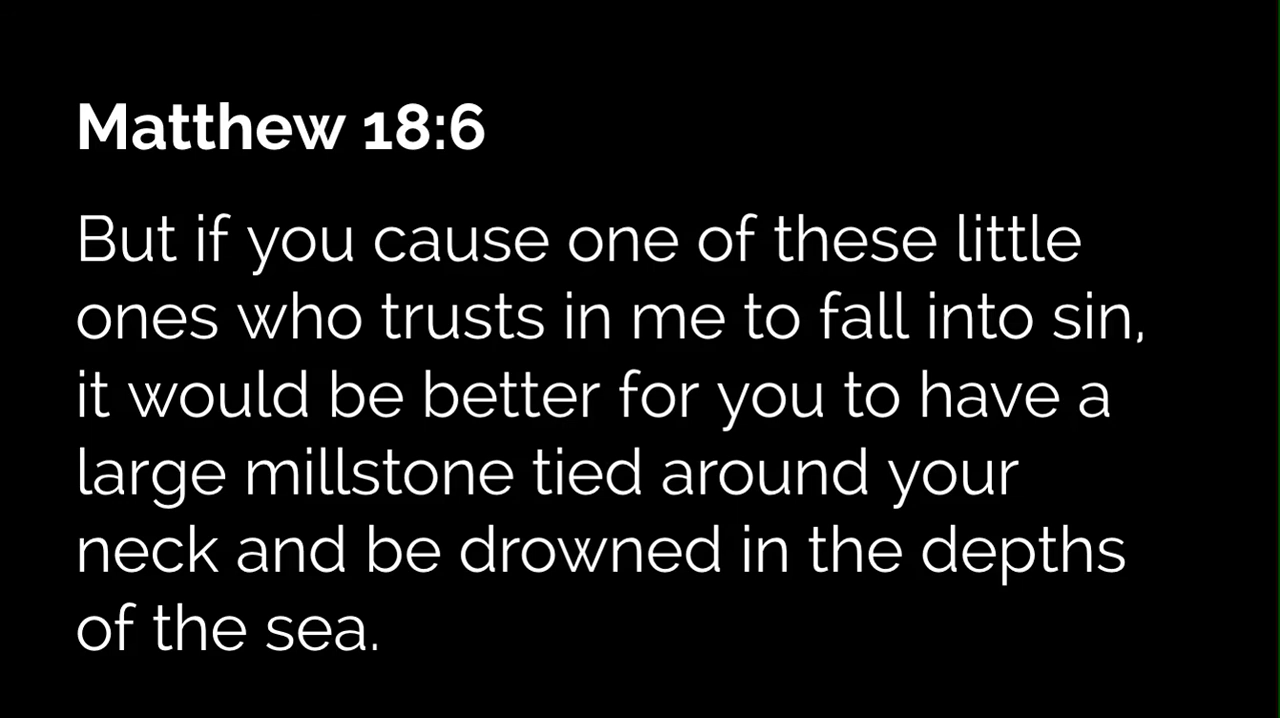 Matthew 18:6
But if you cause one of these little
ones who trusts in me to fall into sin,
it would be better for you to have a
large millstone tied around your
neck and be drowned in the depths
of the sea.